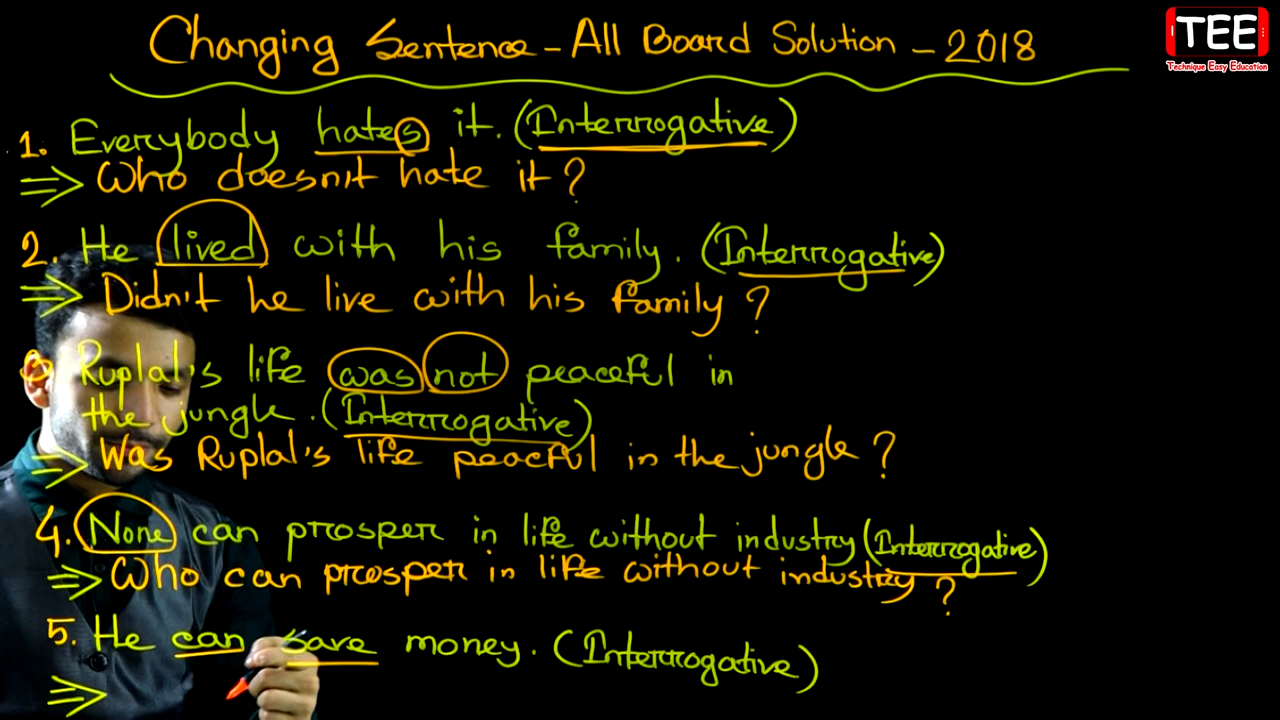 Changing Sentence - All Board Solution - 2018
TEE
Technique Easy Education
1. Everybody hates it. (Interrogative)
⇒ Who doesn't hate it?
2. He lived with his family. (Interrogative)
⇒ Didn't he live with his family?
Ruplal's life was not peaceful in
the jungle. (Interrogative)
⇒ Was Ruplal's life peacful in the jungle?
4. None can prosper in life without industry (Interrogative)
⇒ Who can prosper in life without industry?
5. He can save money. (Interrogative)
⇒